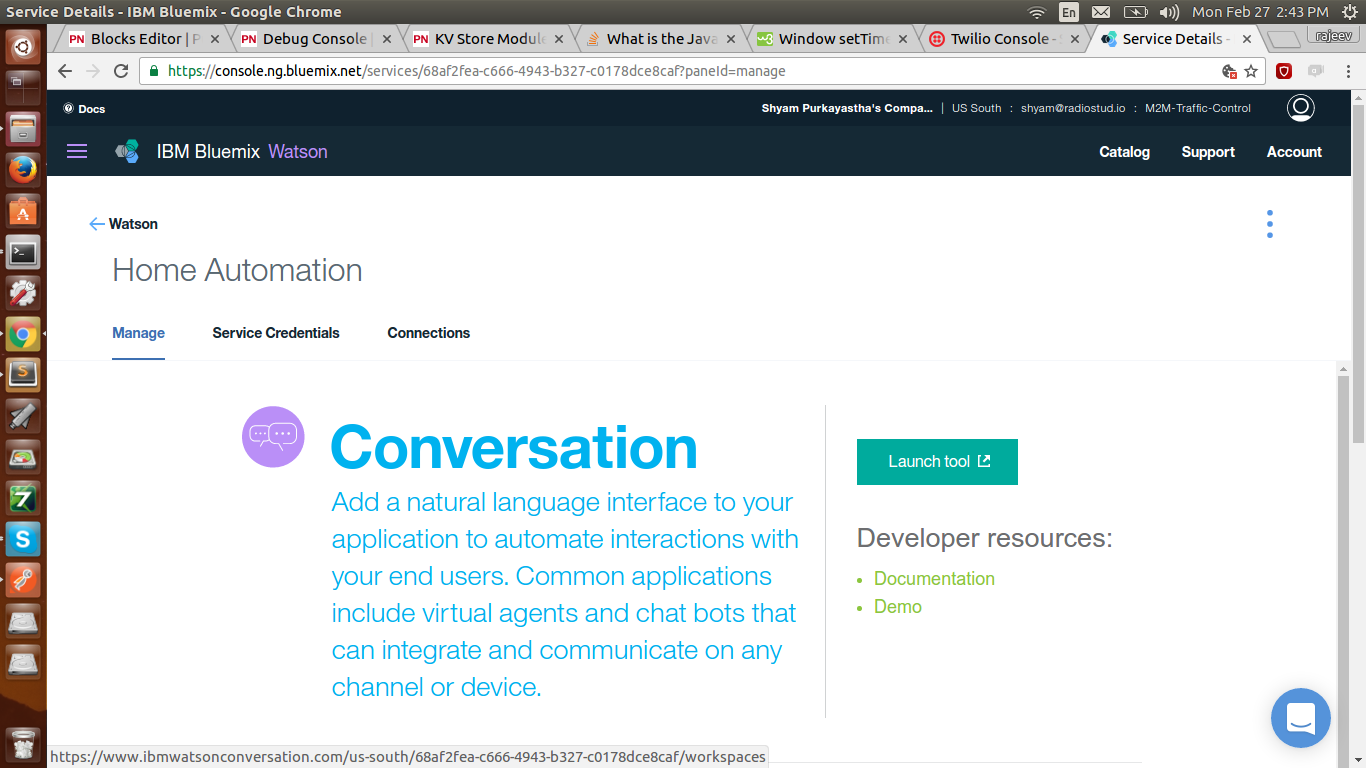 Service Details - IBM Bluemix - Google Chrome
En
Mon Feb 27 2:43 PM
Blocks Editor | P
Debug Console |
KV Store Module
What is the Java
Window setTime
Twilio Console -
Service Details -
rajeev
https://console.ng.bluemix.net/services/68af2fea-c666-4943-b327-c0178dce8caf?paneId=manage
Docs
Shyam Purkayastha's Compa... | US South : shyam@radiostud.io : M2M-Traffic-Control
IBM Bluemix Watson
Catalog Support Account
Watson
Home Automation
Manage Service Credentials Connections
Conversation
Add a natural language interface to your
application to automate interactions with
your end users. Common applications
include virtual agents and chat bots that
can integrate and communicate on any
channel or device.
Launch tool
Developer resources:
Documentation
Demo
https://www.ibmwatsonconversation.com/us-south/68af2fea-c666-4943-b327-c0178dce8caf/workspaces